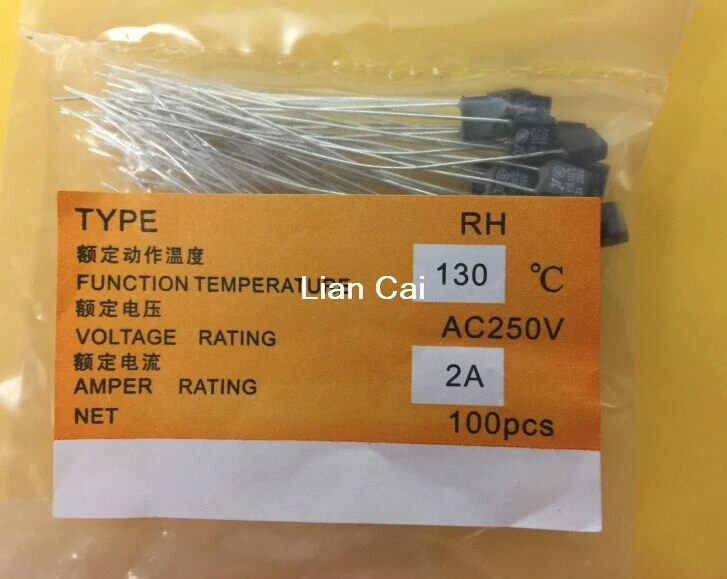 TYPE RH
额定动作温度
FUNCTION TEMPERATURE 130 ℃
额定电压
VOLTAGE RATING AC250V
额定电流
AMPER RATING 2A
NET 100pcs
Lian Cai